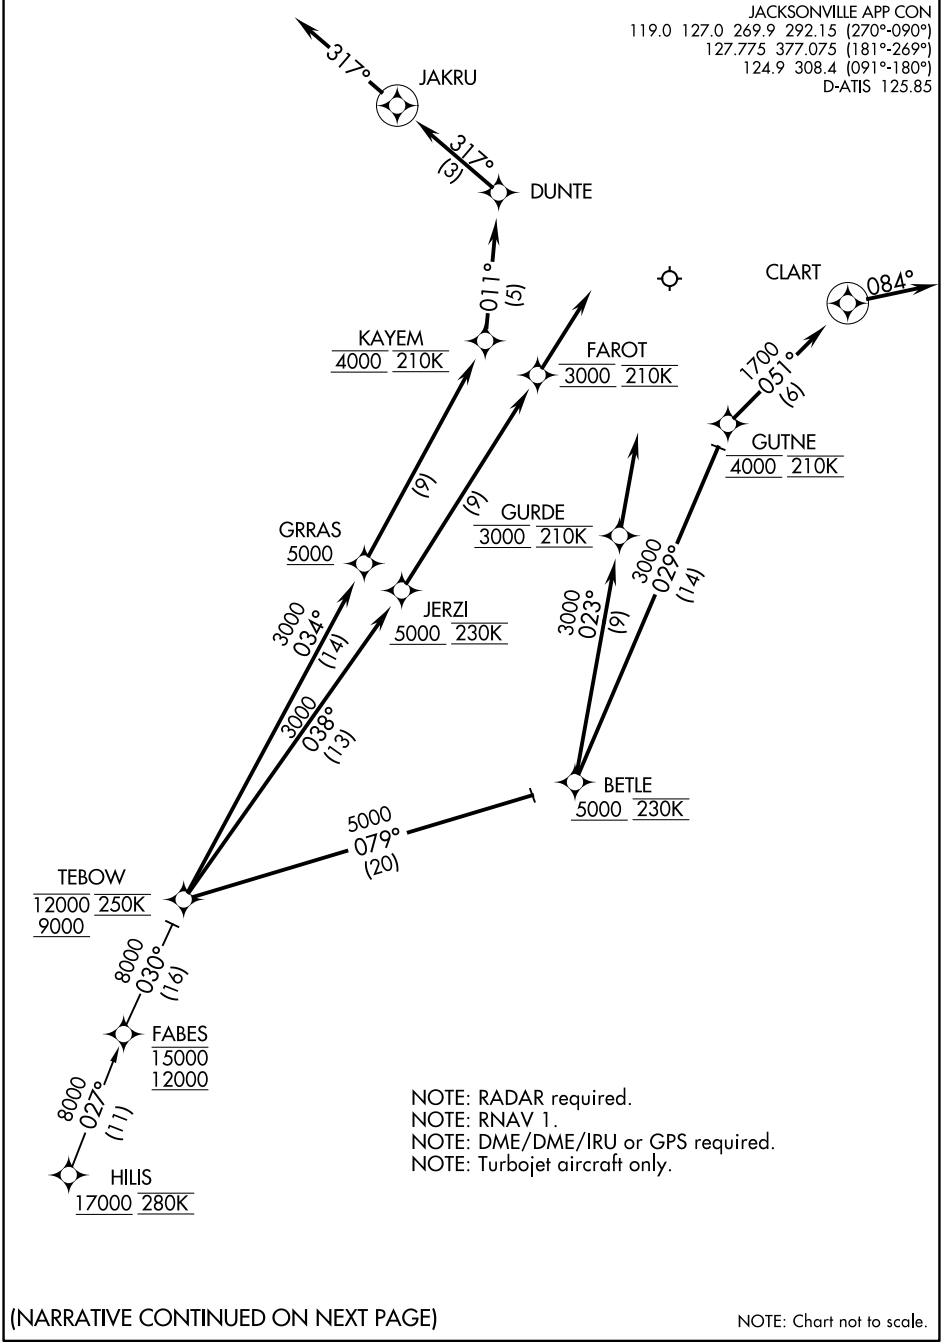 JACKSONVILLE APP CON
119.0 127.0 269.9 292.15 (270°-090°)
127.775 377.075 (181°-269°)
124.9 308.4 (091°-180°)
D-ATIS 125.85
317°
JAKRU
317°
(3)
DUNTE
011°
(5)
CLART
084°
KAYEM
4000 210K
FAROT
3000 210K
1700
051°
(6)
GUTNE
4000 210K
(9)
(9)
GRRAS
5000
GURDE
3000 210K
3000
029°
(14)
JERZI
5000 230K
3000
023°
(9)
3000
034°
(14)
3000
038°
(13)
BETLE
5000 230K
5000
079°
(20)
TEBOW
12000 250K
9000
8000
030°
(16)
FABES
15000
12000
8000
027°
(11)
HILIS
17000 280K
NOTE: RADAR required.
NOTE: RNAV 1.
NOTE: DME/DME/IRU or GPS required.
NOTE: Turbojet aircraft only.
(NARRATIVE CONTINUED ON NEXT PAGE)
NOTE: Chart not to scale.